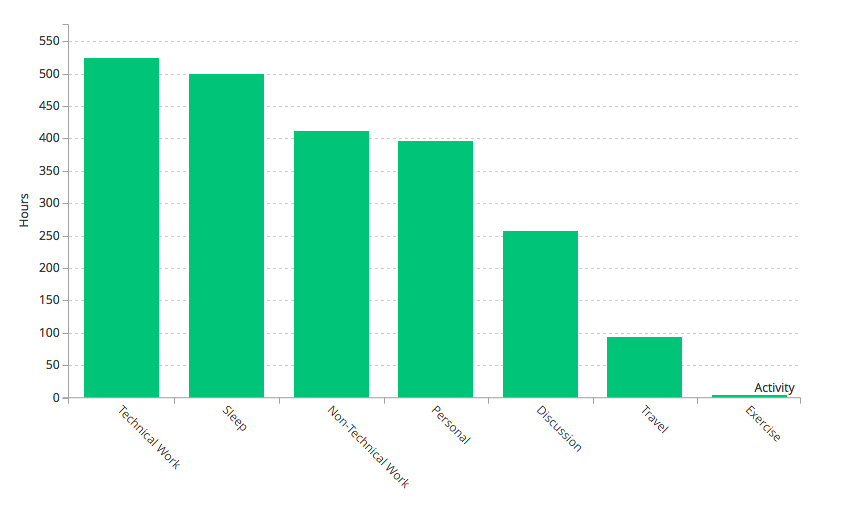 550
500
450
400
350
300
250
200
150
100
50
0
Hours
Activity
Technical Work
Sleep
Non-Technical Work
Personal
Discussion
Travel
Exercise